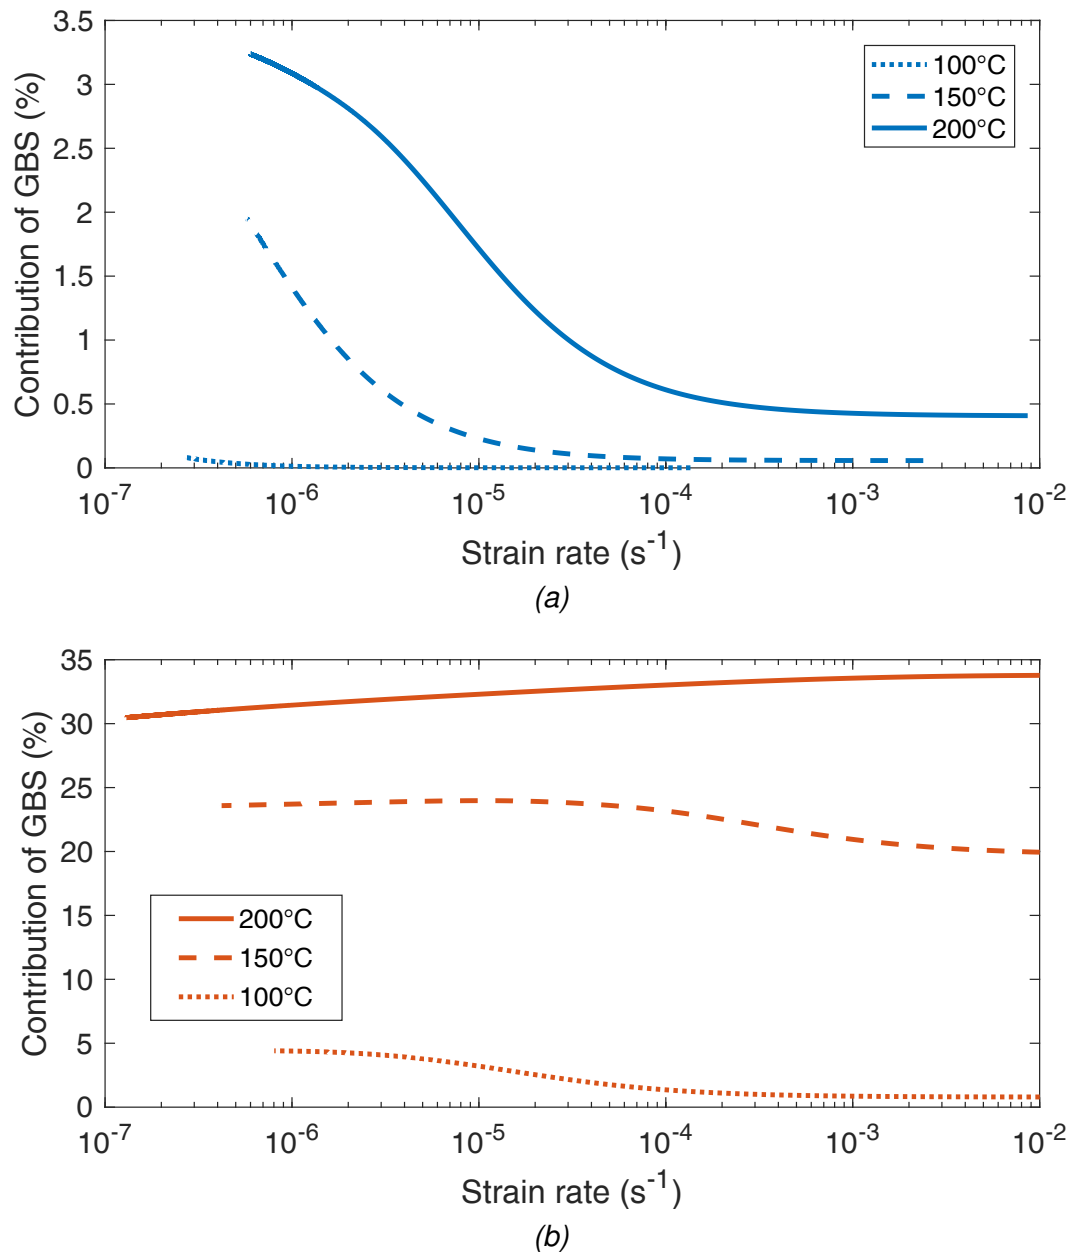 3.5
3
2.5
2
1.5
1
0.5
0
Contribution of GBS (%)
100°C
150°C
200°C
10-7 10-6 10-5 10-4 10-3 10-2
Strain rate (s-1)
(a)
35
30
25
20
15
10
5
0
Contribution of GBS (%)
200°C
150°C
100°C
10-7 10-6 10-5 10-4 10-3 10-2
Strain rate (s-1)
(b)